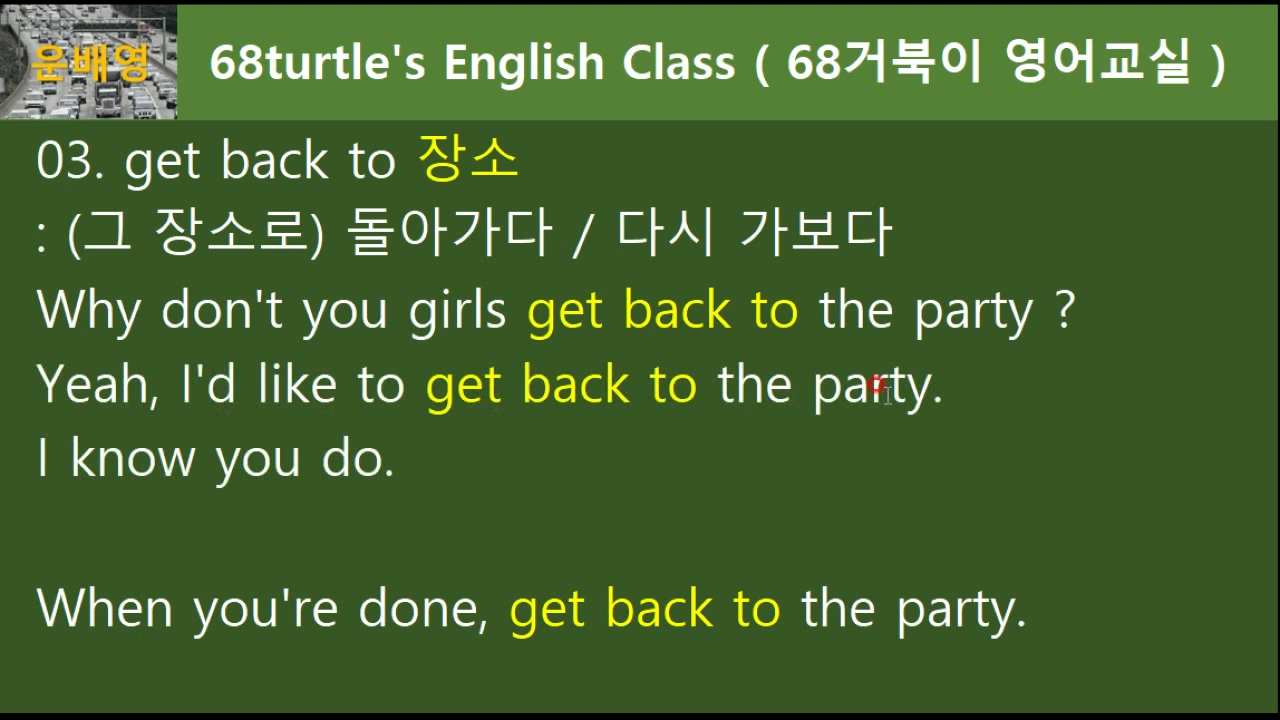 운배영
68turtle's English Class ( 68거북이 영어교실 )
03. get back to 장소
: (그 장소로) 돌아가다 / 다시 가보다
Why don't you girls get back to the party ?
Yeah, I'd like to get back to the party.
I know you do.
When you're done, get back to the party.